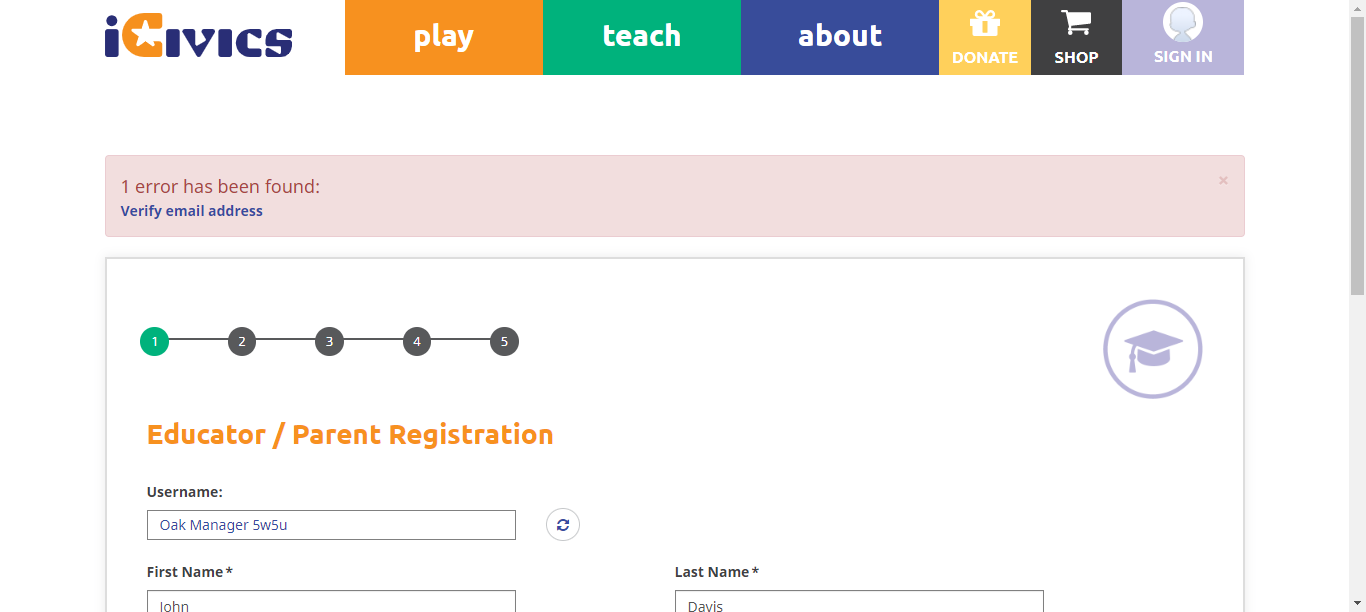 iCivics
play
teach
about
DONATE
SHOP
SIGN IN
1 error has been found:
×
Verify email address
1
2
3
4
5
Educator / Parent Registration
Username:
Oak Manager 5w5u
First Name*
Last Name*
John
Davis